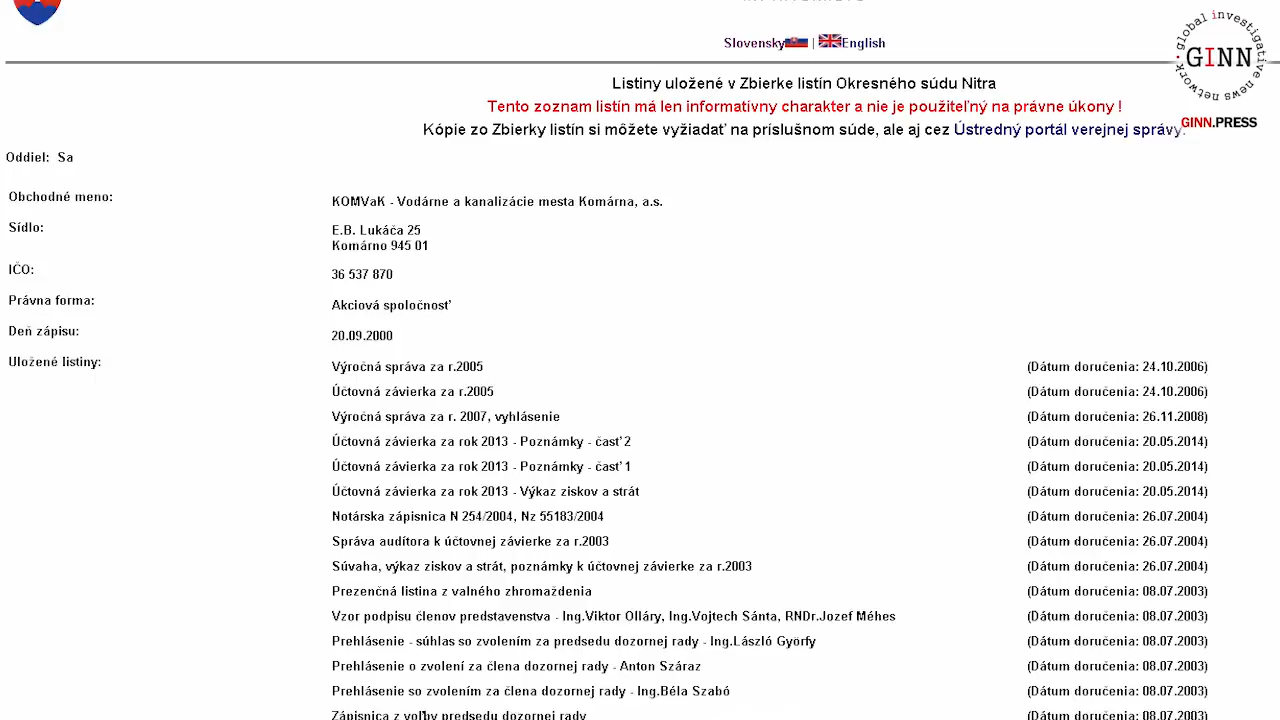 Slovensky | English
global investigative news network
GINN
GINN.PRESS
Listiny uložené v Zbierke listín Okresného súdu Nitra
Tento zoznam listín má len informatívny charakter a nie je použiteľný na právne úkony !
Kópie zo Zbierky listín si môžete vyžiadať na príslušnom súde, ale aj cez Ústredný portál verejnej správy.
Oddiel: Sa
Obchodné meno: KOMVaK - Vodárne a kanalizácie mesta Komárna, a.s.
Sídlo: E.B. Lukáča 25
Komárno 945 01
IČO: 36 537 870
Právna forma: Akciová spoločnosť
Deň zápisu: 20.09.2000
Uložené listiny: Výročná správa za r.2005 (Dátum doručenia: 24.10.2006)
Účtovná závierka za r.2005 (Dátum doručenia: 24.10.2006)
Výročná správa za r. 2007, vyhlásenie (Dátum doručenia: 26.11.2008)
Účtovná závierka za rok 2013 - Poznámky - časť 2 (Dátum doručenia: 20.05.2014)
Účtovná závierka za rok 2013 - Poznámky - časť 1 (Dátum doručenia: 20.05.2014)
Účtovná závierka za rok 2013 - Výkaz ziskov a strát (Dátum doručenia: 20.05.2014)
Notárska zápisnica N 254/2004, Nz 55183/2004 (Dátum doručenia: 26.07.2004)
Správa audítora k účtovnej závierke za r.2003 (Dátum doručenia: 26.07.2004)
Súvaha, výkaz ziskov a strát, poznámky k účtovnej závierke za r.2003 (Dátum doručenia: 26.07.2004)
Prezenčná listina z valného zhromaždenia (Dátum doručenia: 08.07.2003)
Vzor podpisu členov predstavenstva - Ing.Viktor Olláry, Ing.Vojtech Sánta, RNDr.Jozef Méhes (Dátum doručenia: 08.07.2003)
Prehlásenie - súhlas so zvolením za predsedu dozornej rady - Ing.László Györfy (Dátum doručenia: 08.07.2003)
Prehlásenie o zvolení za člena dozornej rady - Anton Száraz (Dátum doručenia: 08.07.2003)
Prehlásenie so zvolením za člena dozornej rady - Ing.Béla Szabó (Dátum doručenia: 08.07.2003)
Zápisnica z voľby predsedu dozornej rady (Dátum doručenia: 08.07.2003)